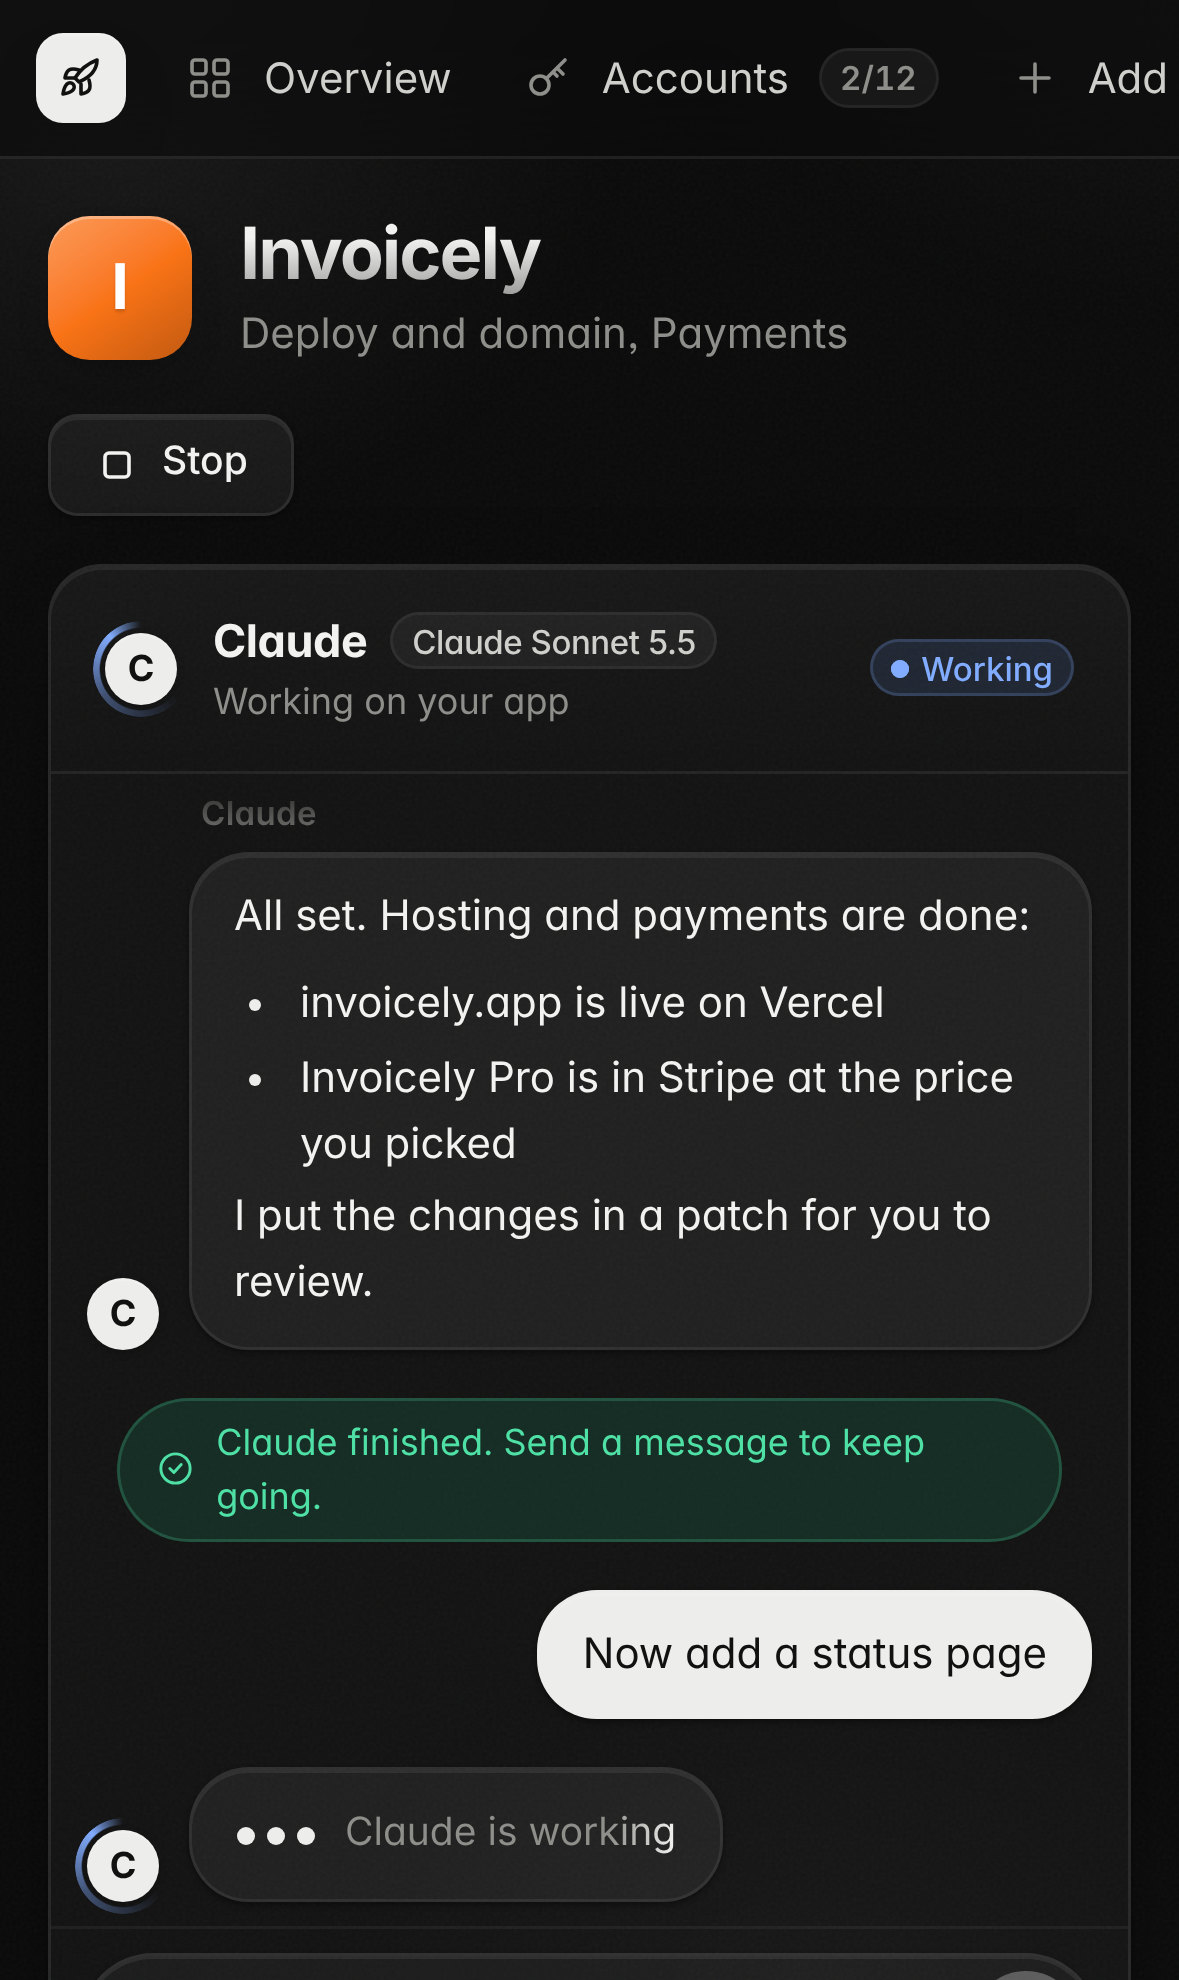 Overview Accounts 2/12 Add
I
Invoicely
Deploy and domain, Payments
Stop
C
Claude Claude Sonnet 5.5
Working on your app
Working
Claude
All set. Hosting and payments are done:
• invoicely.app is live on Vercel
• Invoicely Pro is in Stripe at the price
you picked
I put the changes in a patch for you to
review.
C
Claude finished. Send a message to keep
going.
Now add a status page
C
Claude is working